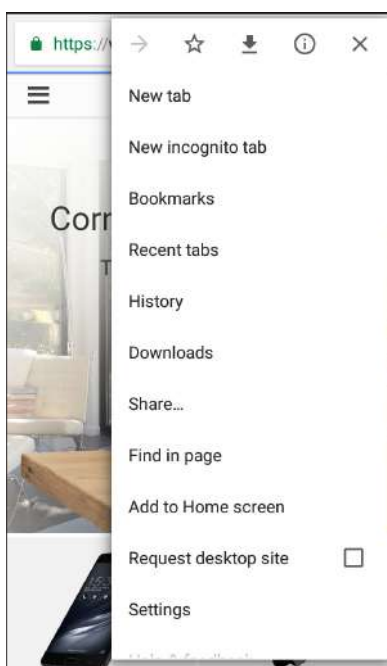 https://
New tab
New incognito tab
Bookmarks
Corn
Recent tabs
T
History
Downloads
Share...
Find in page
Add to Home screen
Request desktop site
Settings